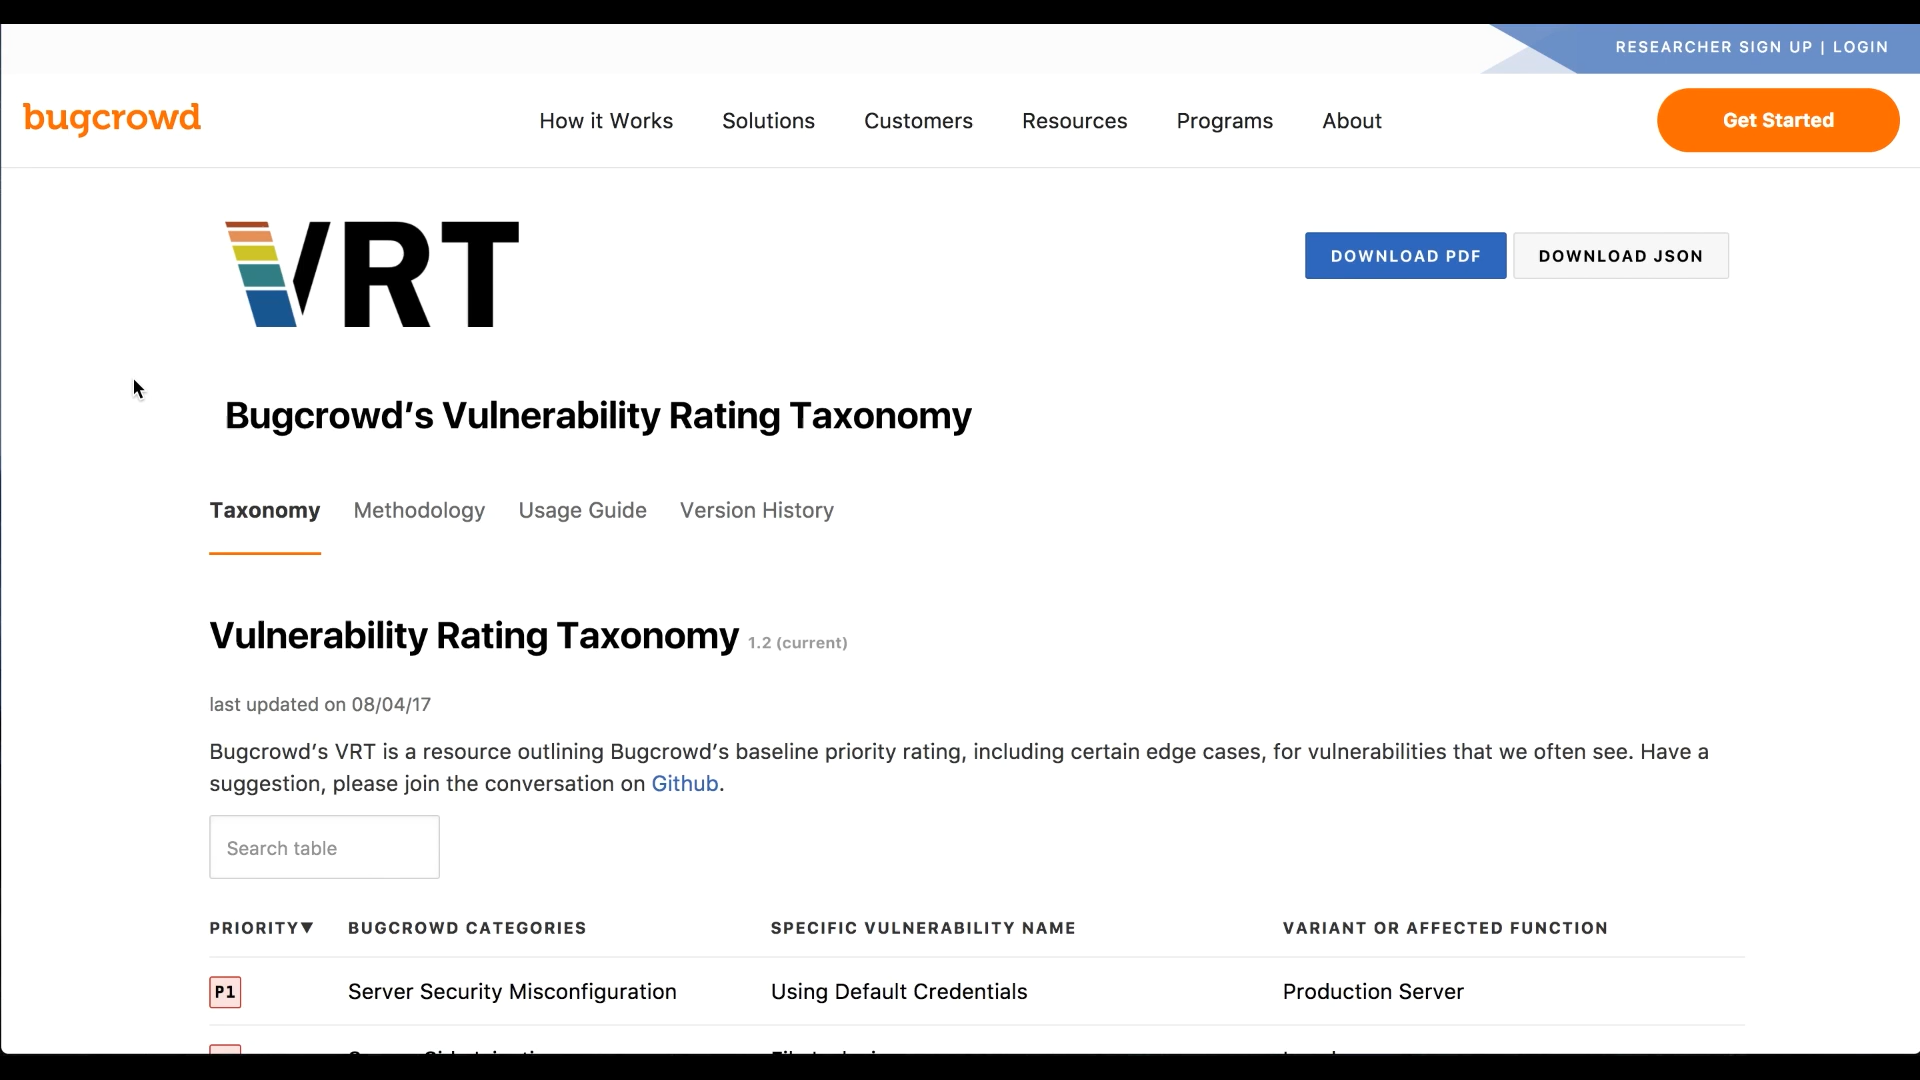 RESEARCHER SIGN UP | LOGIN
bugcrowd
How it Works
Solutions
Customers
Resources
Programs
About
Get Started
VRT
DOWNLOAD PDF
DOWNLOAD JSON
Bugcrowd’s Vulnerability Rating Taxonomy
Taxonomy
Methodology
Usage Guide
Version History
Vulnerability Rating Taxonomy 1.2 (current)
last updated on 08/04/17
Bugcrowd’s VRT is a resource outlining Bugcrowd’s baseline priority rating, including certain edge cases, for vulnerabilities that we often see. Have a
suggestion, please join the conversation on Github.
Search table
PRIORITY▼ BUGCROWD CATEGORIES SPECIFIC VULNERABILITY NAME VARIANT OR AFFECTED FUNCTION
P1 Server Security Misconfiguration Using Default Credentials Production Server